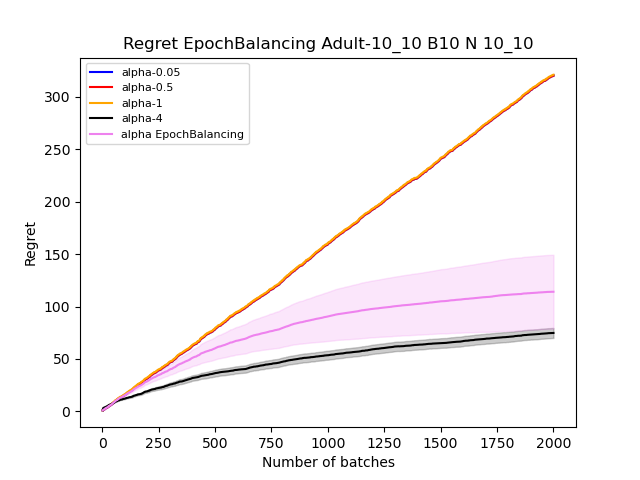 Regret EpochBalancing Adult-10_10 B10 N 10_10
alpha-0.05
alpha-0.5
alpha-1
alpha-4
alpha EpochBalancing
300
250
200
150
100
50
0
Regret
0 250 500 750 1000 1250 1500 1750 2000
Number of batches